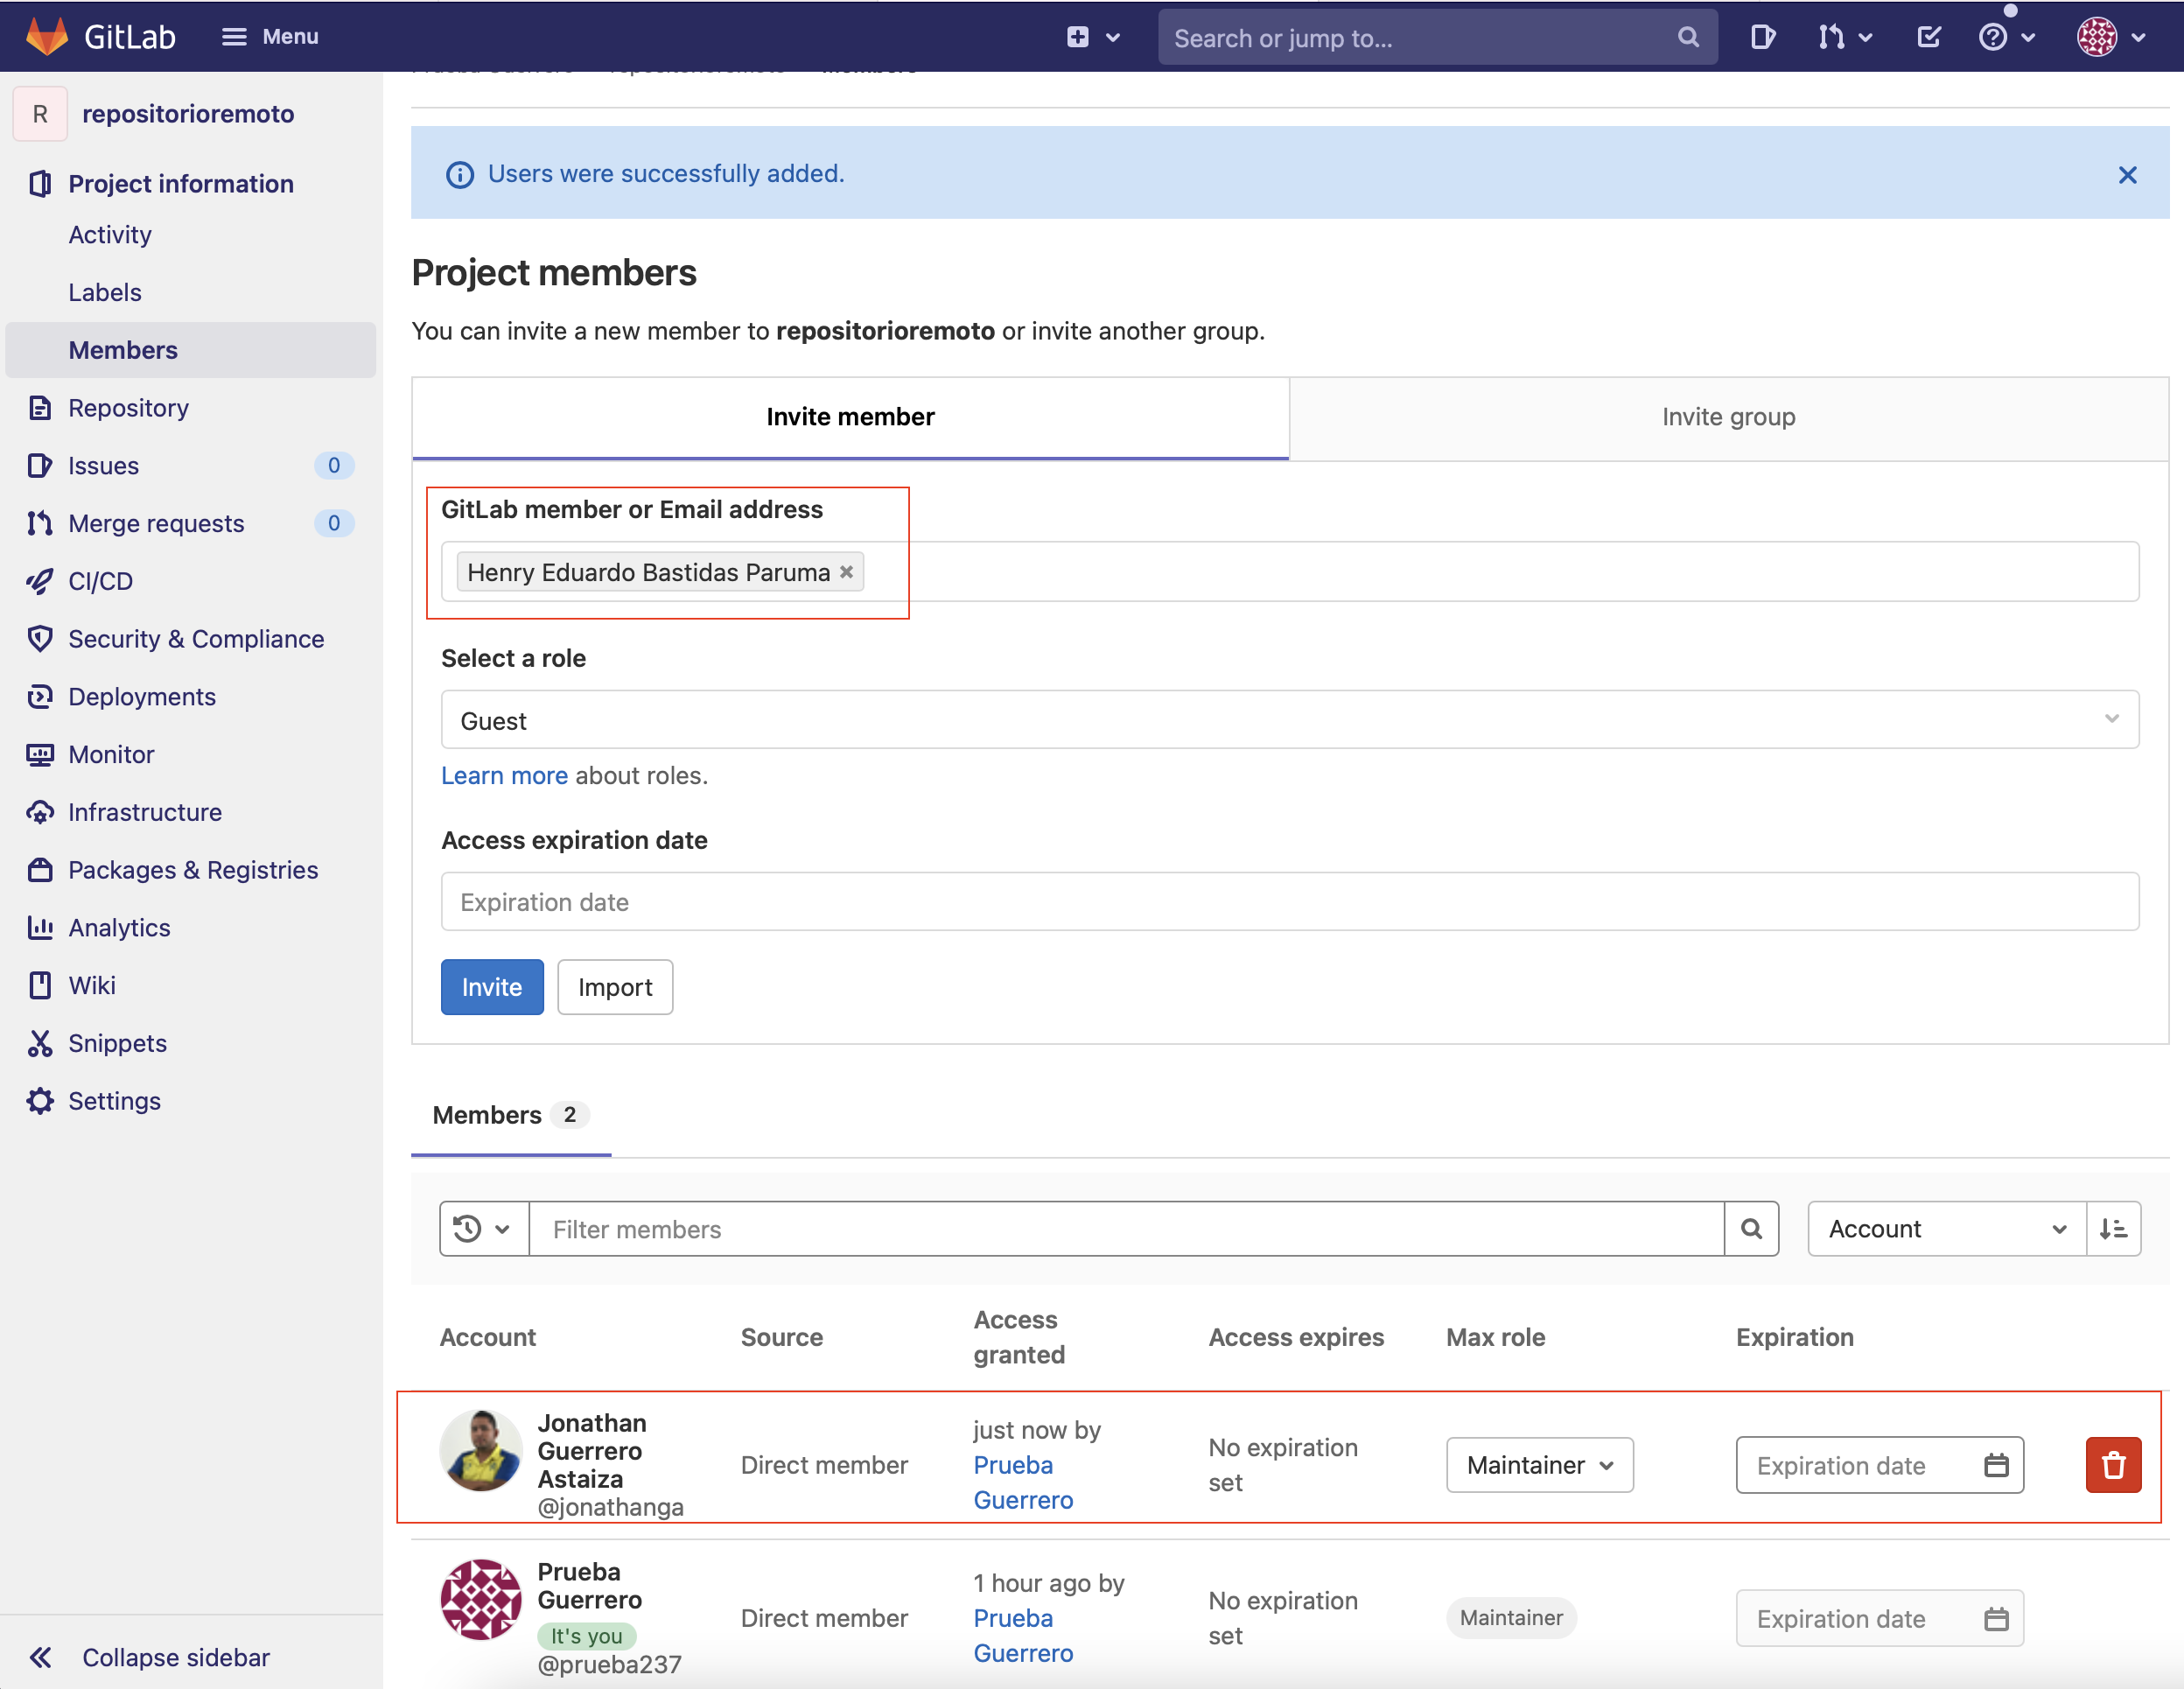 GitLab
Menu
Search or jump to...
R
repositorioremoto
Project information
Activity
Labels
Members
Repository
Issues 0
Merge requests 0
CI/CD
Security & Compliance
Deployments
Monitor
Infrastructure
Packages & Registries
Analytics
Wiki
Snippets
Settings
Collapse sidebar
Users were successfully added.
Project members
You can invite a new member to repositorioremoto or invite another group.
Invite member
Invite group
GitLab member or Email address
Henry Eduardo Bastidas Paruma
Select a role
Guest
Learn more about roles.
Access expiration date
Expiration date
Invite
Import
Members 2
Filter members
Account
Account
Source
Access
granted
Access expires
Max role
Expiration
Jonathan
Guerrero
Astaiza
@jonathanga
Direct member
just now by
Prueba
Guerrero
No expiration
set
Maintainer
Expiration date
Prueba
Guerrero
It's you
@prueba237
Direct member
1 hour ago by
Prueba
Guerrero
No expiration
set
Maintainer
Expiration date